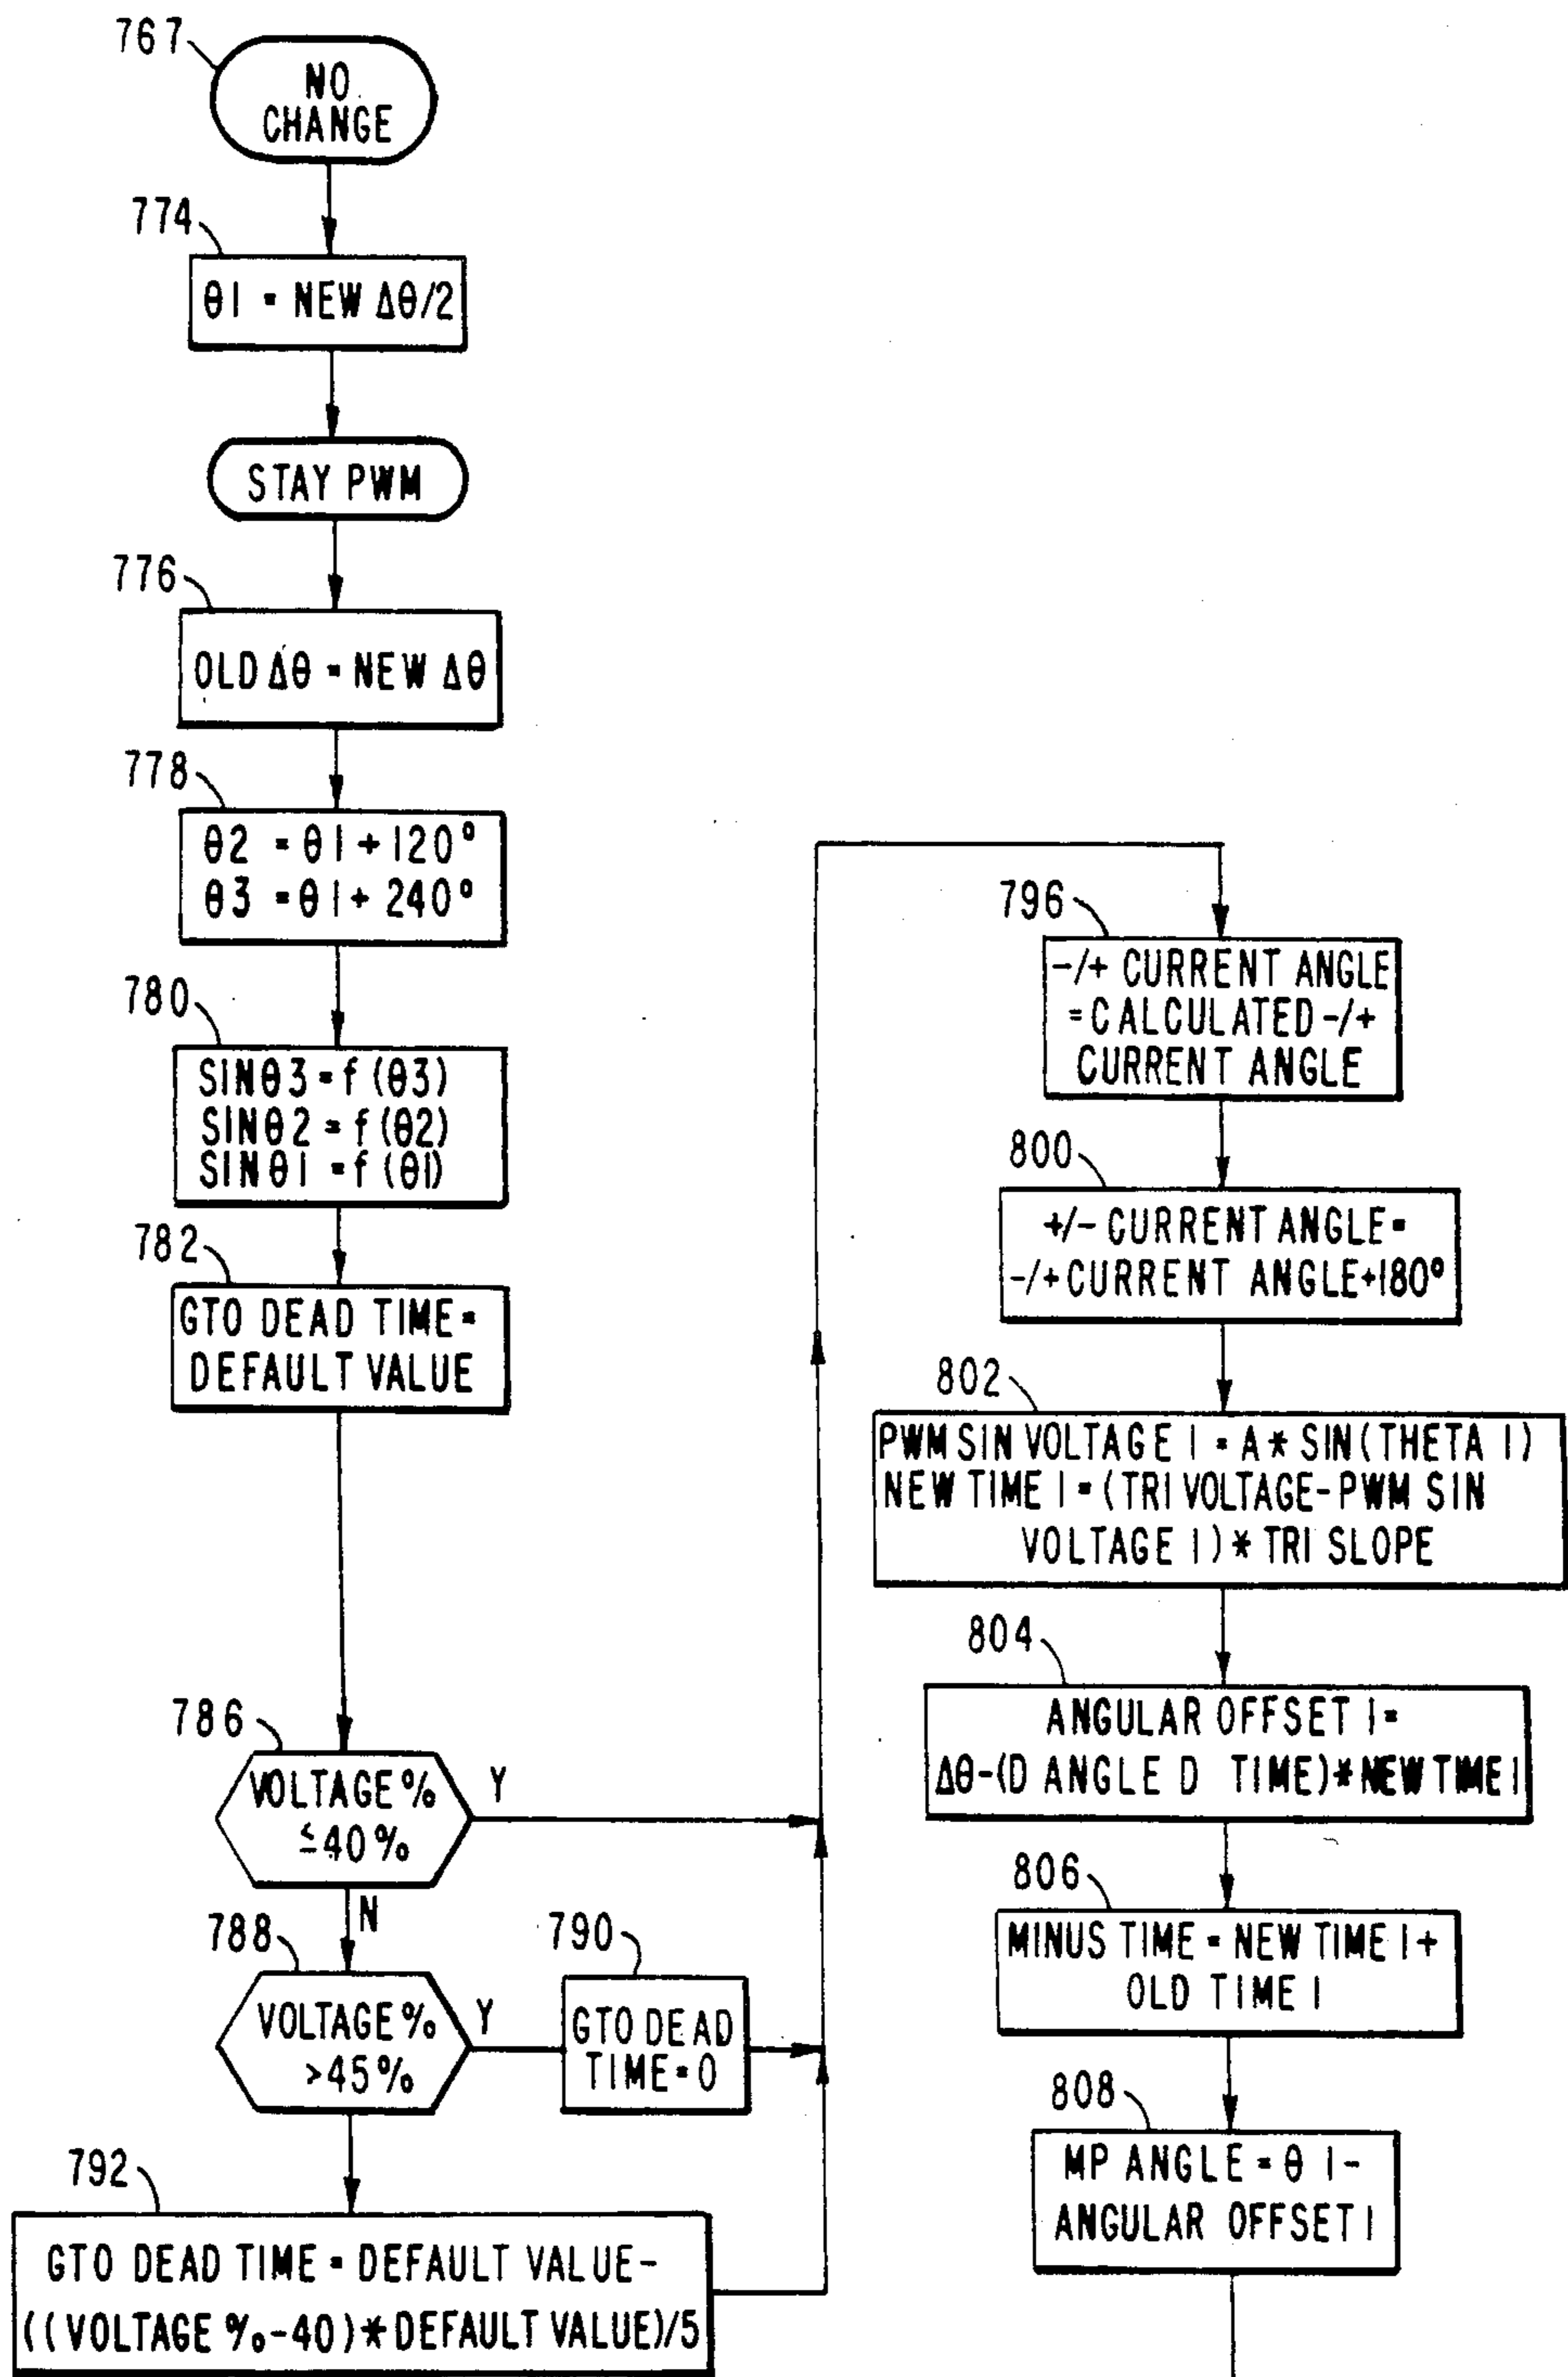 767
NO
CHANGE
774
θ1 = NEW Δθ/2
STAY PWM
776
OLD Δθ = NEW Δθ
778
θ2 = θ1 + 120°
θ3 = θ1 + 240°
780
SINθ3 = f (θ3)
SINθ2 = f (θ2)
SINθ1 = f (θ1)
782
GTO DEAD TIME =
DEFAULT VALUE
786
VOLTAGE %
≤40%
Y
N
788
VOLTAGE %
>45%
Y
790
GTO DEAD
TIME = 0
792
GTO DEAD TIME = DEFAULT VALUE -
((VOLTAGE % - 40) * DEFAULT VALUE)/5
796
-/+ CURRENT ANGLE
= CALCULATED -/+
CURRENT ANGLE
800
+/- CURRENT ANGLE =
-/+ CURRENT ANGLE + 180°
802
PWM SIN VOLTAGE 1 = A * SIN (THETA 1)
NEW TIME 1 = (TRI VOLTAGE - PWM SIN
VOLTAGE 1) * TRI SLOPE
804
ANGULAR OFFSET 1 =
Δθ - (D ANGLE D TIME) * NEW TIME 1
806
MINUS TIME = NEW TIME 1 +
OLD TIME 1
808
MP ANGLE = θ 1 -
ANGULAR OFFSET 1